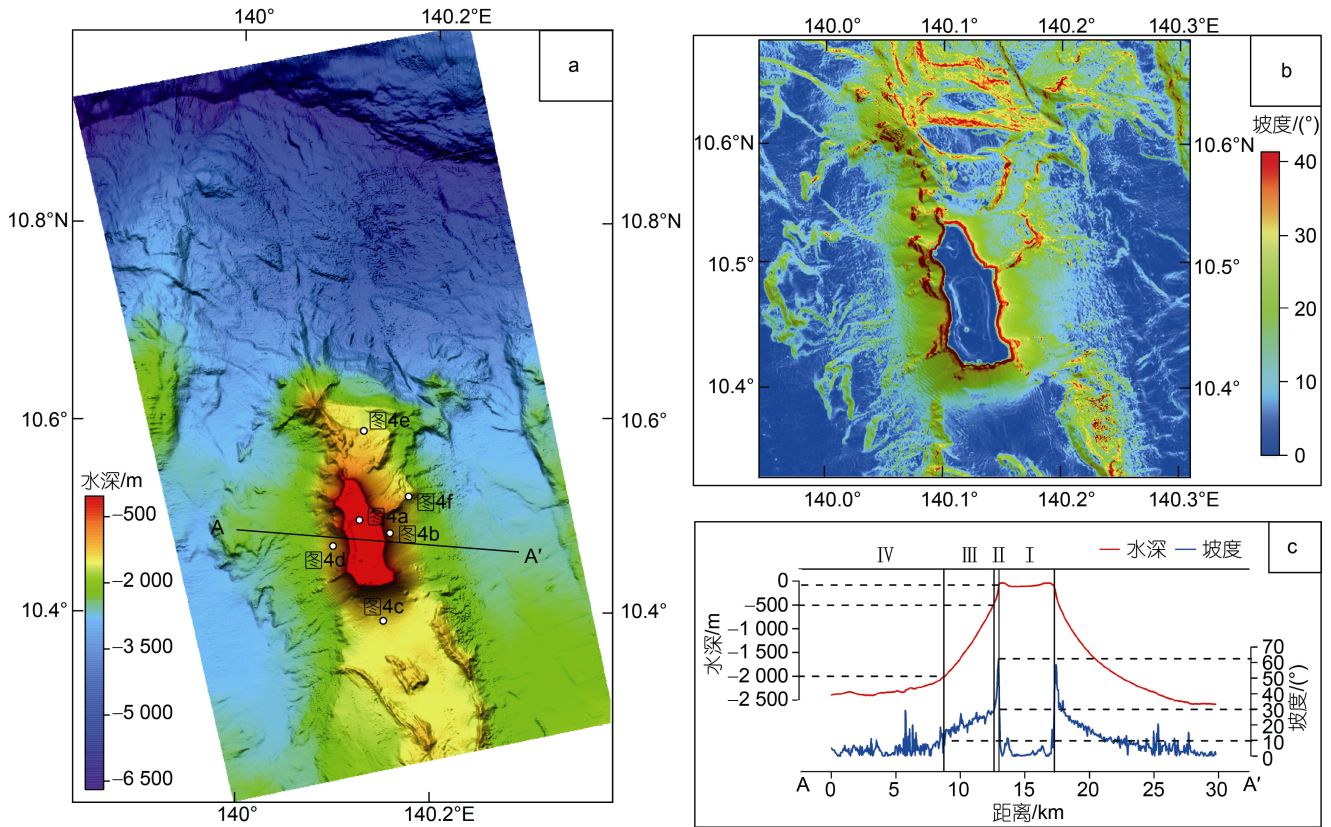 140° 140.2°E
a
10.8°N 10.8°N
10.6° 10.6°
10.4° 10.4°
水深/m
−500
−2 000
−3 500
−5 000
−6 500
图4e
图4f
图4a
图4b
图4d
图4c
A A′
140° 140.2°E
140.0° 140.1° 140.2° 140.3°E
b
坡度/(°)
40
30
20
10
0
10.6°N 10.6°N
10.5° 10.5°
10.4° 10.4°
140.0° 140.1° 140.2° 140.3°E
c
水深 坡度
IV III II I
水深/m
0
−500
−1 000
−1 500
−2 000
−2 500
70
60
50
40
30
20
10
0
坡度/(°)
A 0 5 10 15 20 25 30 A′
距离/km